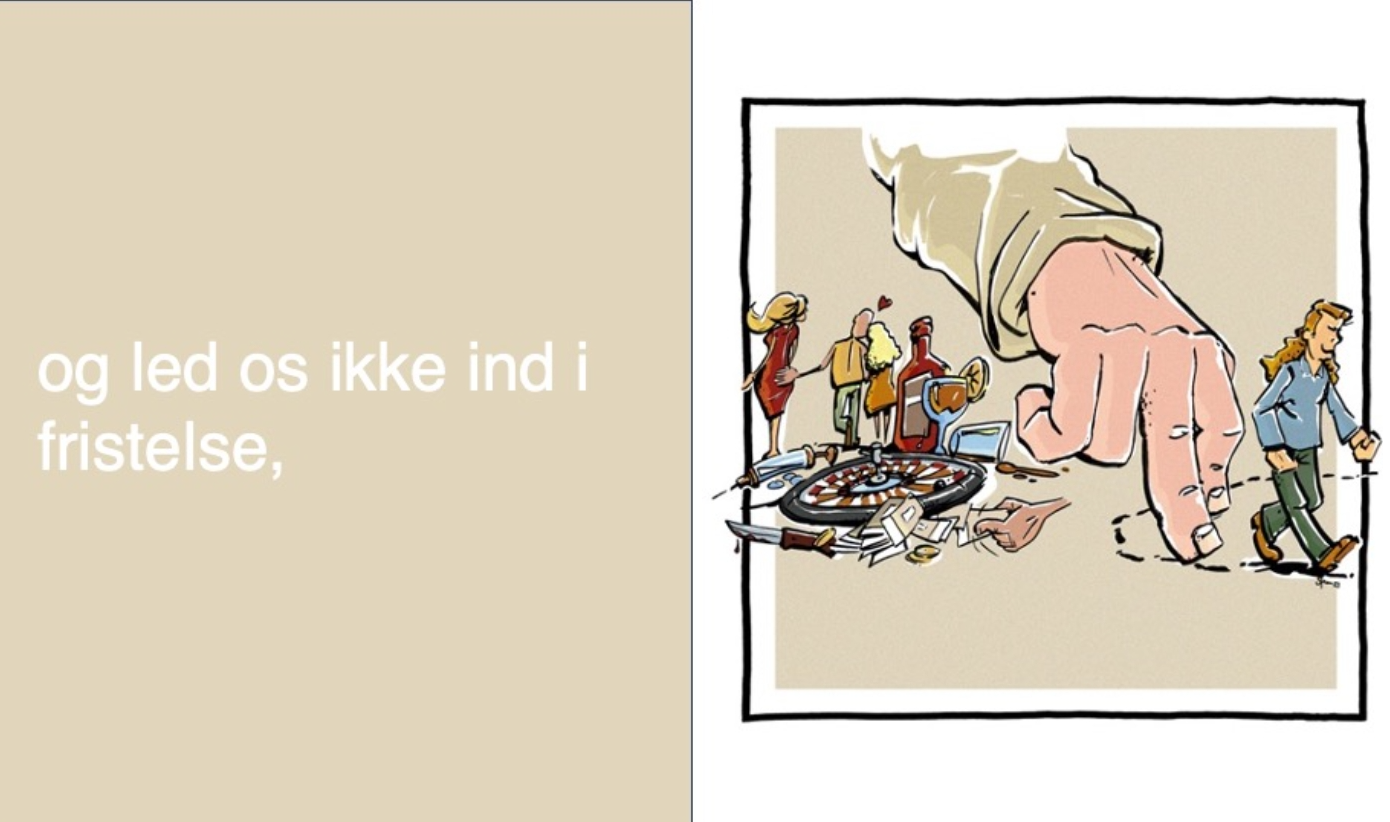 og led os ikke ind i
fristelse,